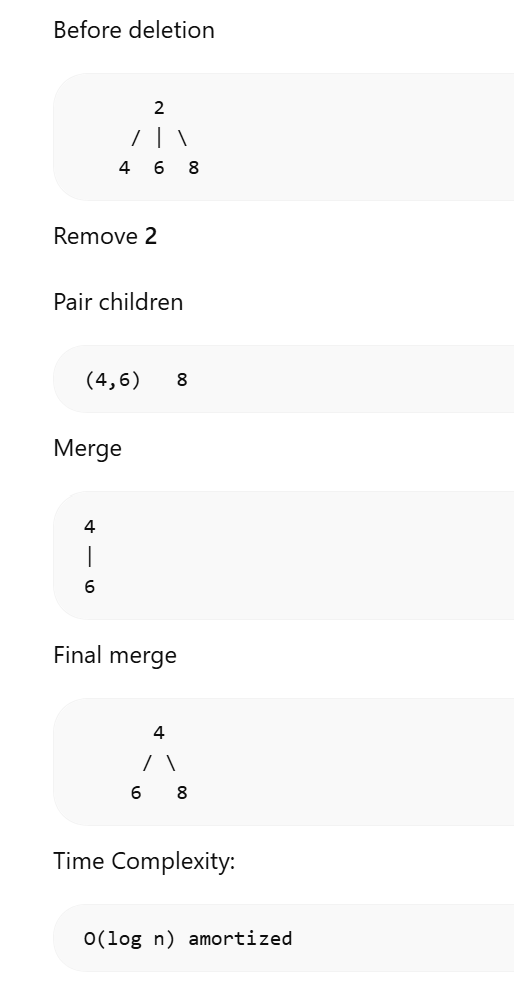 Before deletion
2
/ | \
4 6 8
Remove 2
Pair children
(4,6) 8
Merge
4
|
6
Final merge
4
/ \
6 8
Time Complexity:
O(log n) amortized